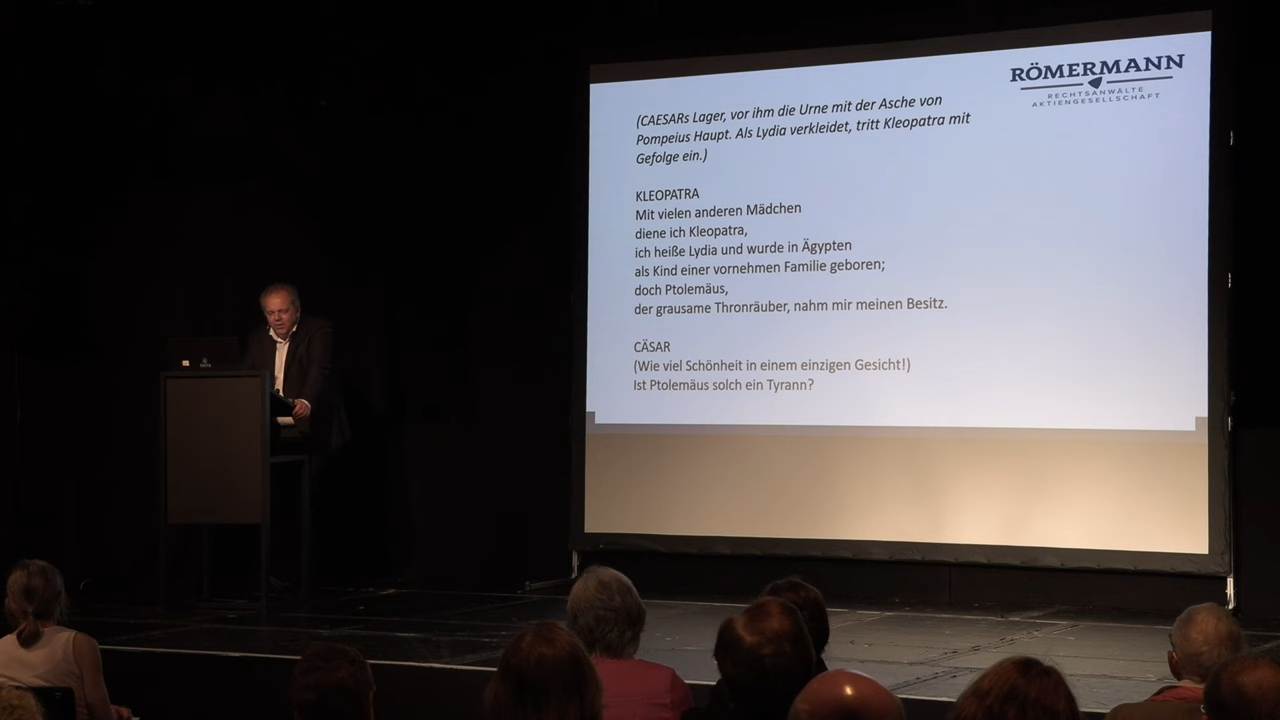 RÖMERMANN
RECHTSANWÄLTE
AKTIENGESELLSCHAFT
(CAESARs Lager, vor ihm die Urne mit der Asche von
Pompeius Haupt. Als Lydia verkleidet, tritt Kleopatra mit
Gefolge ein.)
KLEOPATRA
Mit vielen anderen Mädchen
diene ich Kleopatra,
ich heiße Lydia und wurde in Ägypten
als Kind einer vornehmen Familie geboren;
doch Ptolemäus,
der grausame Thronräuber, nahm mir meinen Besitz.
CÄSAR
(Wie viel Schönheit in einem einzigen Gesicht!)
Ist Ptolemäus solch ein Tyrann?